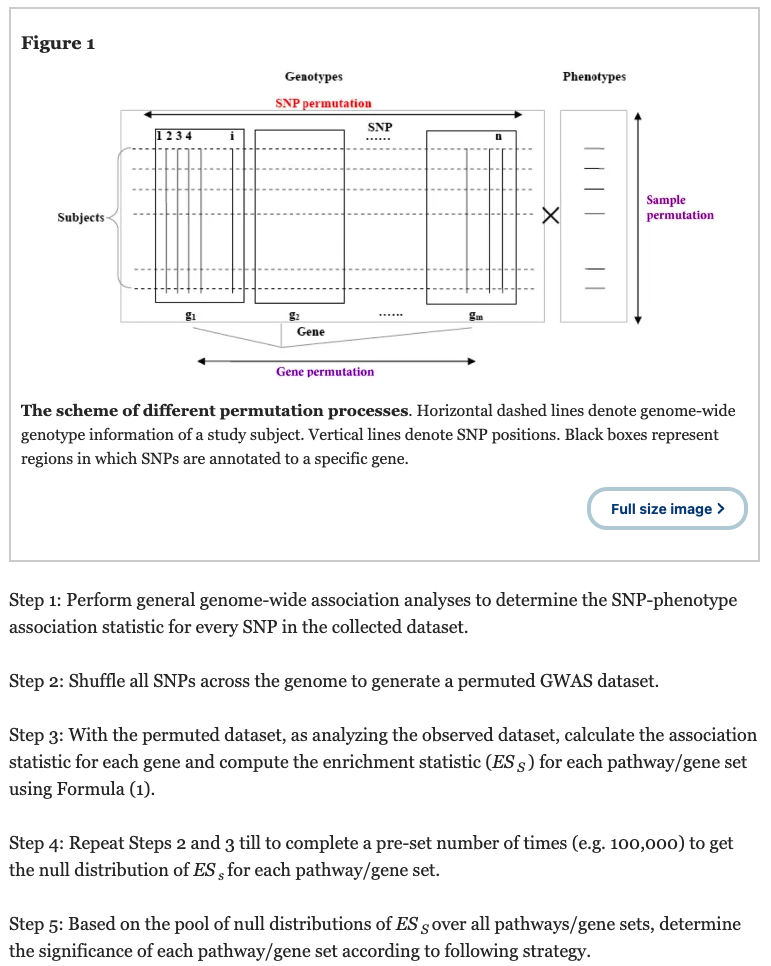 Figure 1
Genotypes
Phenotypes
SNP permutation
SNP
1 2 3 4
i
......
n
Subjects
Sample
permutation
g1
g2
......
gm
Gene
Gene permutation
The scheme of different permutation processes. Horizontal dashed lines denote genome-wide
genotype information of a study subject. Vertical lines denote SNP positions. Black boxes represent
regions in which SNPs are annotated to a specific gene.
Full size image >
Step 1: Perform general genome-wide association analyses to determine the SNP-phenotype
association statistic for every SNP in the collected dataset.
Step 2: Shuffle all SNPs across the genome to generate a permuted GWAS dataset.
Step 3: With the permuted dataset, as analyzing the observed dataset, calculate the association
statistic for each gene and compute the enrichment statistic (ES S) for each pathway/gene set
using Formula (1).
Step 4: Repeat Steps 2 and 3 till to complete a pre-set number of times (e.g. 100,000) to get
the null distribution of ES s for each pathway/gene set.
Step 5: Based on the pool of null distributions of ES S over all pathways/gene sets, determine
the significance of each pathway/gene set according to following strategy.